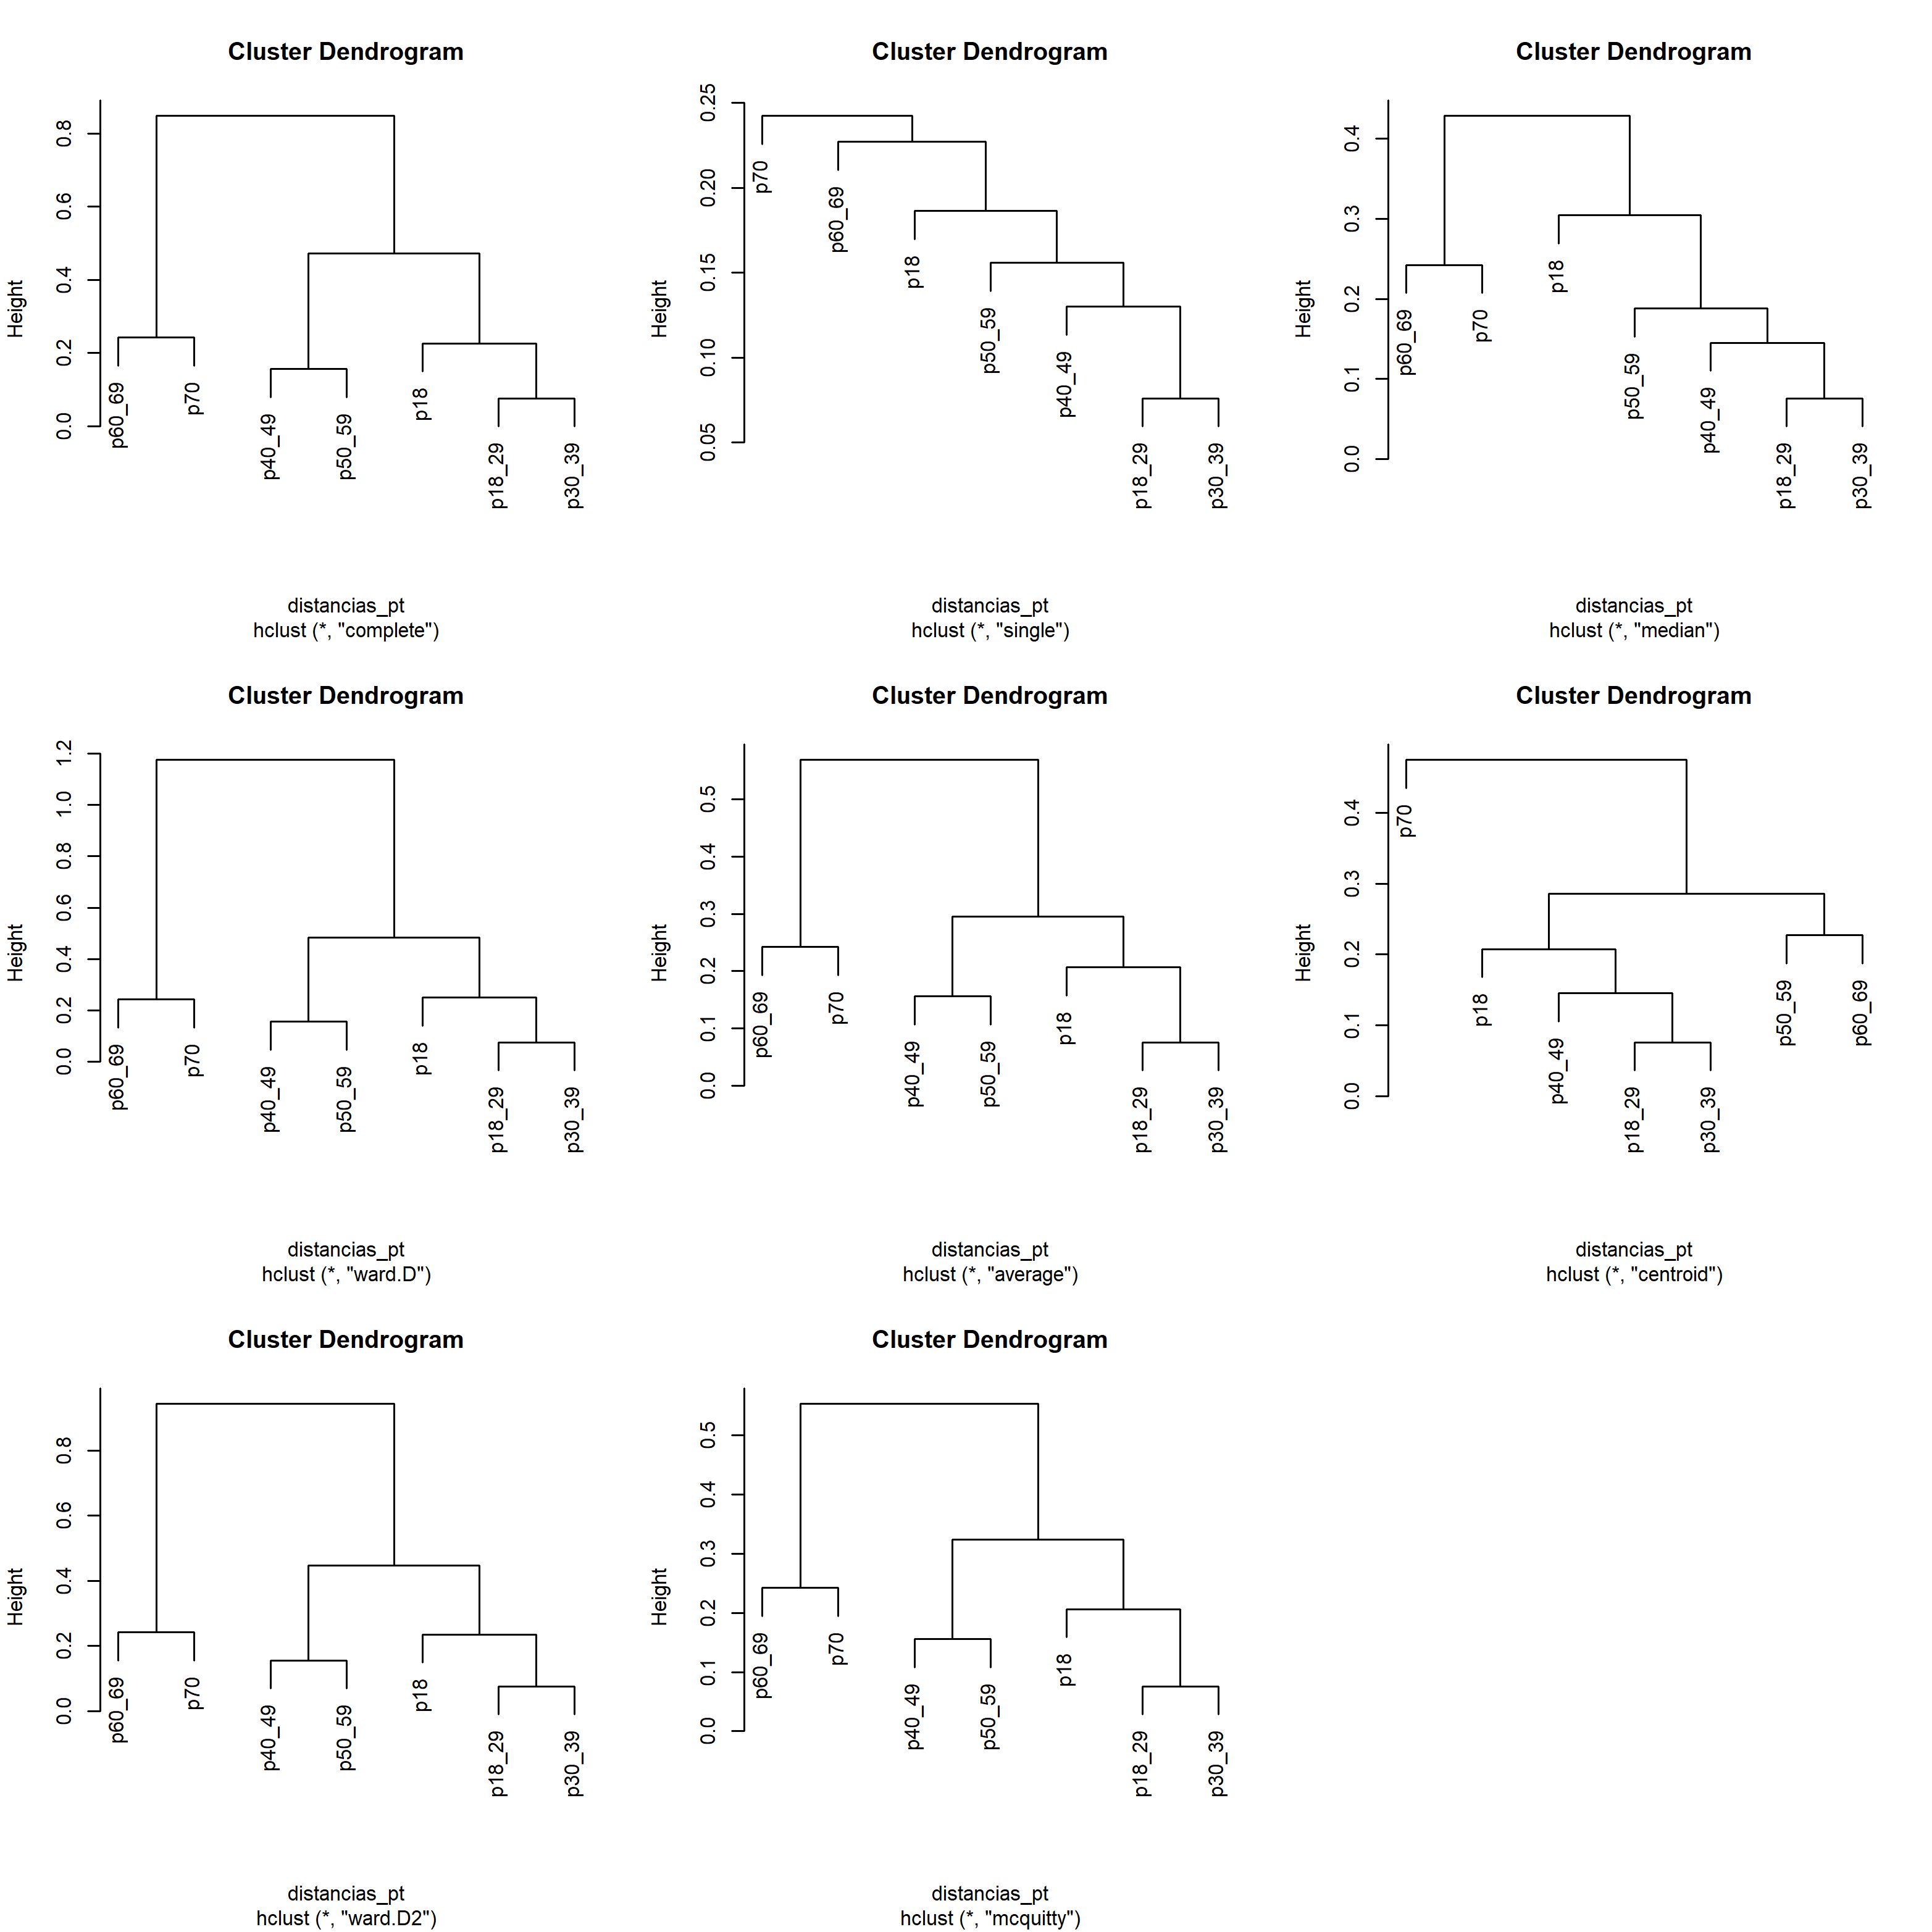 Cluster Dendrogram
Height
0.0 0.2 0.4 0.6 0.8
p60_69
p70
p40_49
p50_59
p18
p18_29
p30_39
distancias_pt
hclust (*, "complete")
Cluster Dendrogram
Height
0.05 0.10 0.15 0.20 0.25
p70
p60_69
p18
p50_59
p40_49
p18_29
p30_39
distancias_pt
hclust (*, "single")
Cluster Dendrogram
Height
0.0 0.1 0.2 0.3 0.4
p60_69
p70
p18
p50_59
p40_49
p18_29
p30_39
distancias_pt
hclust (*, "median")
Cluster Dendrogram
Height
0.0 0.2 0.4 0.6 0.8 1.0 1.2
p60_69
p70
p40_49
p50_59
p18
p18_29
p30_39
distancias_pt
hclust (*, "ward.D")
Cluster Dendrogram
Height
0.0 0.1 0.2 0.3 0.4 0.5
p60_69
p70
p40_49
p50_59
p18
p18_29
p30_39
distancias_pt
hclust (*, "average")
Cluster Dendrogram
Height
0.0 0.1 0.2 0.3 0.4
p70
p18
p40_49
p18_29
p30_39
p50_59
p60_69
distancias_pt
hclust (*, "centroid")
Cluster Dendrogram
Height
0.0 0.2 0.4 0.6 0.8
p60_69
p70
p40_49
p50_59
p18
p18_29
p30_39
distancias_pt
hclust (*, "ward.D2")
Cluster Dendrogram
Height
0.0 0.1 0.2 0.3 0.4 0.5
p60_69
p70
p40_49
p50_59
p18
p18_29
p30_39
distancias_pt
hclust (*, "mcquitty")